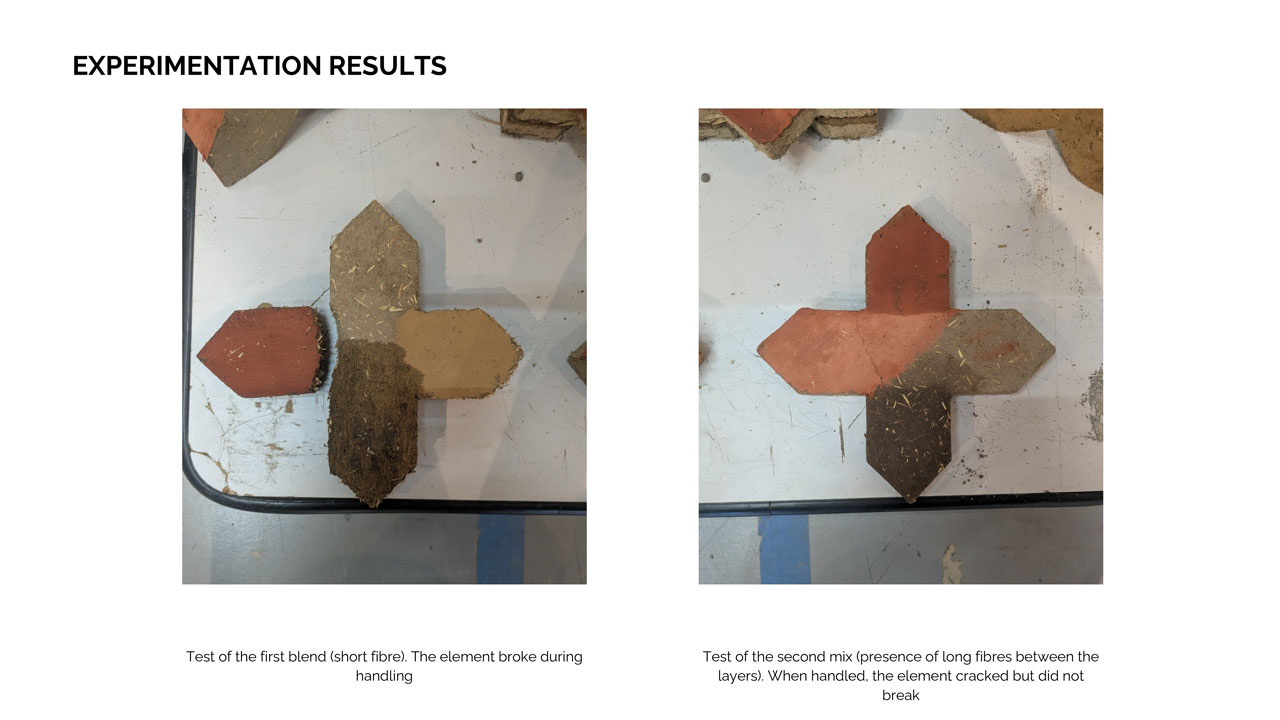 EXPERIMENTATION RESULTS
Test of the first blend (short fibre). The element broke during
handling
Test of the second mix (presence of long fibres between the
layers). When handled, the element cracked but did not
break